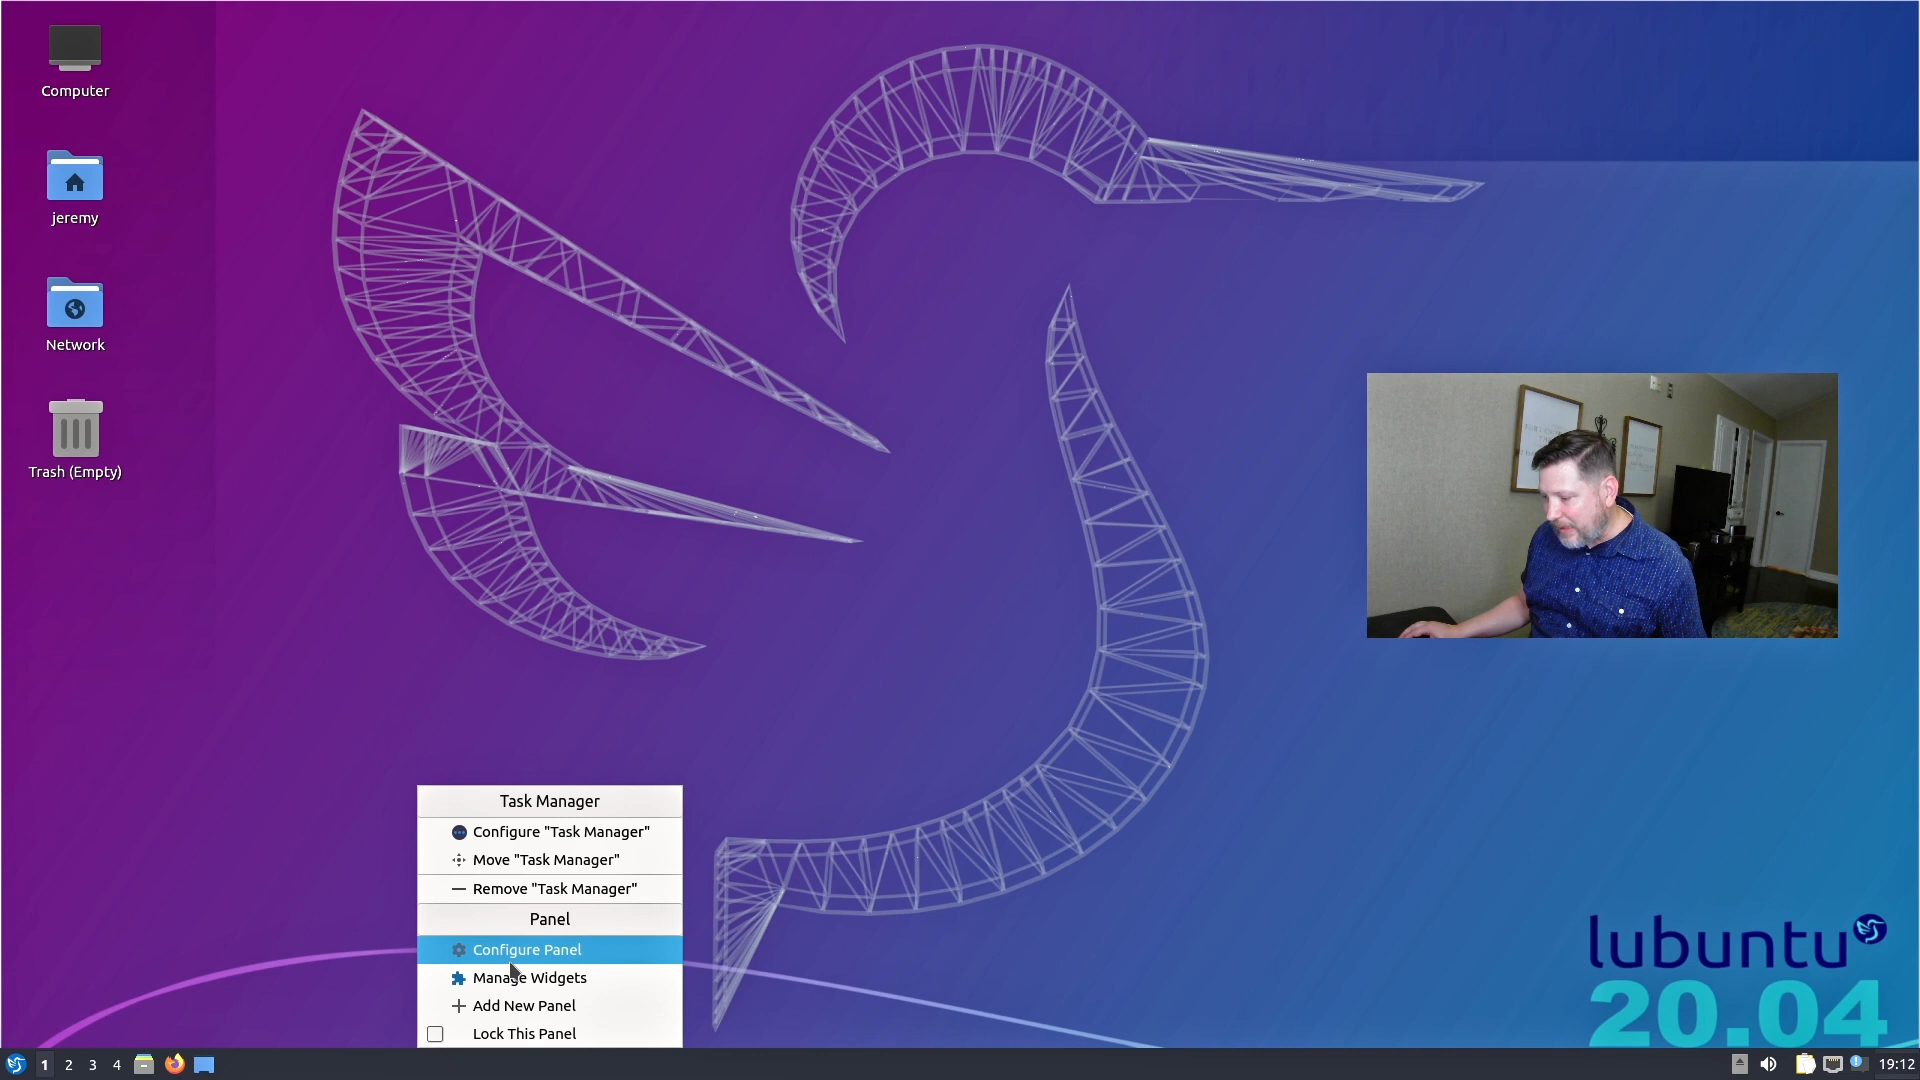 Computer
jeremy
Network
Trash (Empty)
Task Manager
Configure "Task Manager"
Move "Task Manager"
Remove "Task Manager"
Panel
Configure Panel
Manage Widgets
Add New Panel
Lock This Panel
lubuntu
20.04
1 2 3 4
19:12